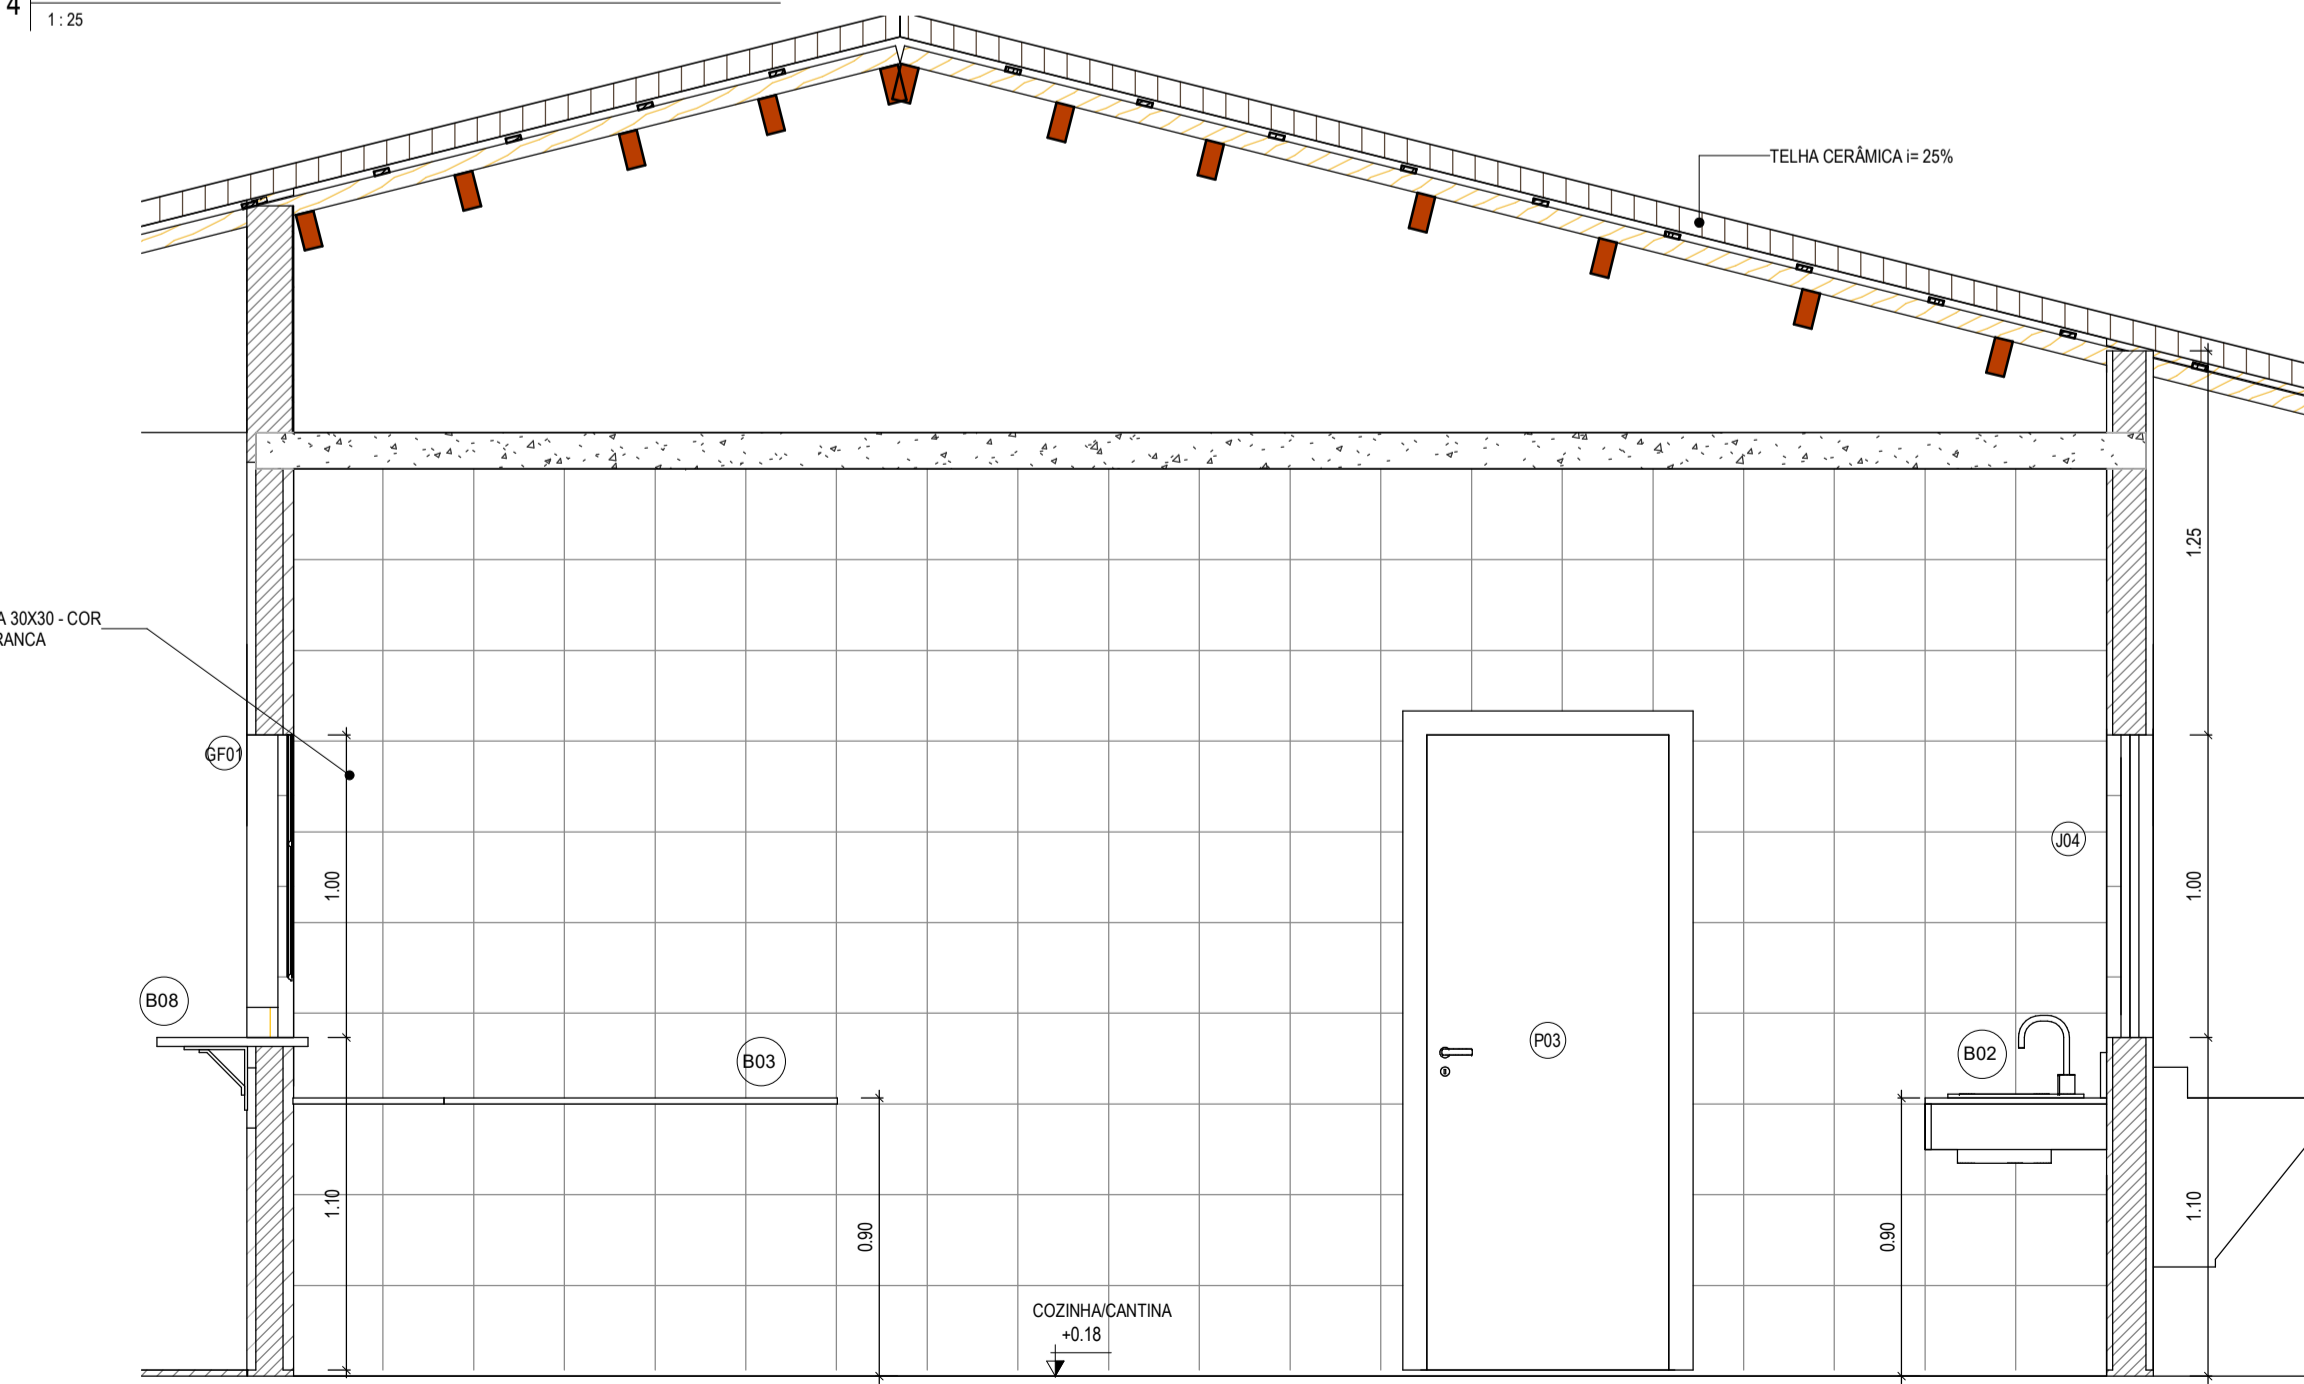 4
1 : 25
TELHA CERÂMICA i= 25%
A 30X30 - COR
RANCA
GF01
1.25
J04
1.00
1.00
B08
B03
P03
B02
1.10
0.90
0.90
1.10
COZINHA/CANTINA
+0.18